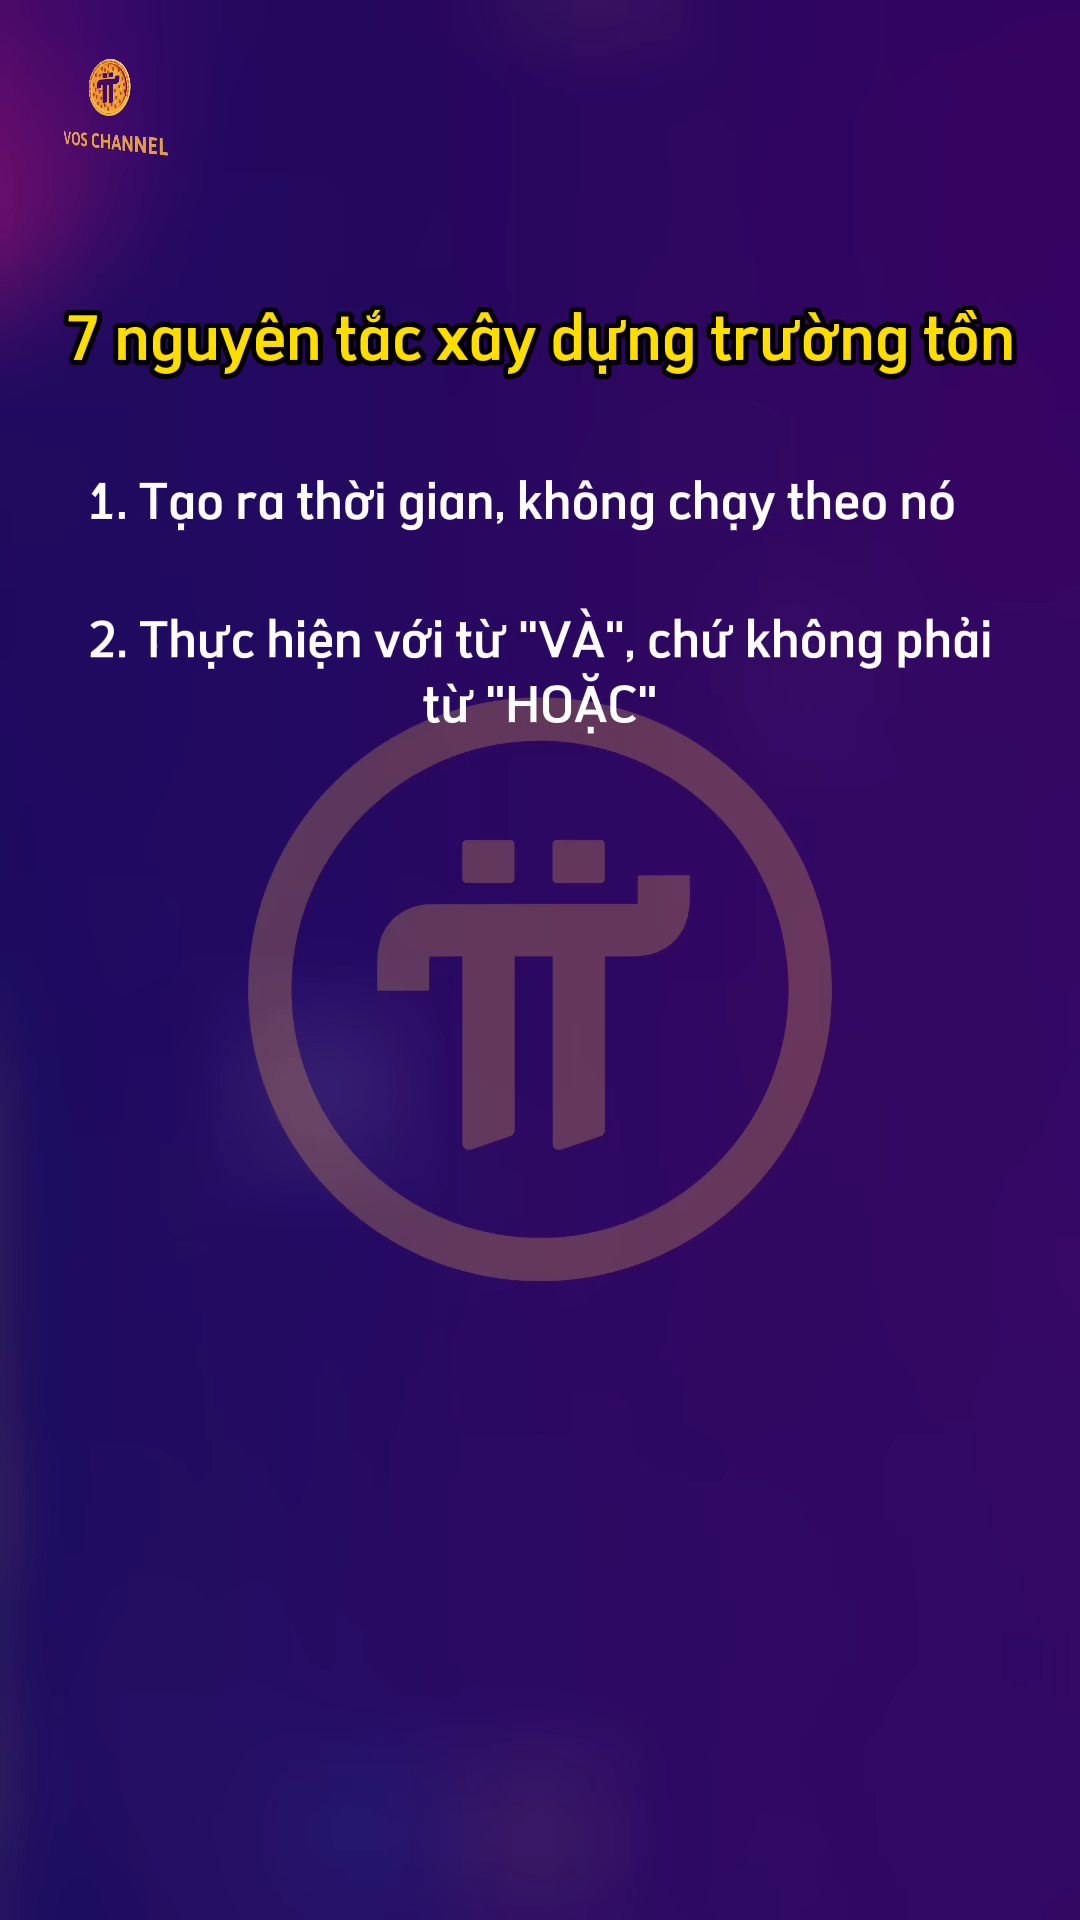 VOS CHANNEL
7 nguyên tắc xây dựng trường tồn
1. Tạo ra thời gian, không chạy theo nó
2. Thực hiện với từ "VÀ", chứ không phải
từ "HOẶC"